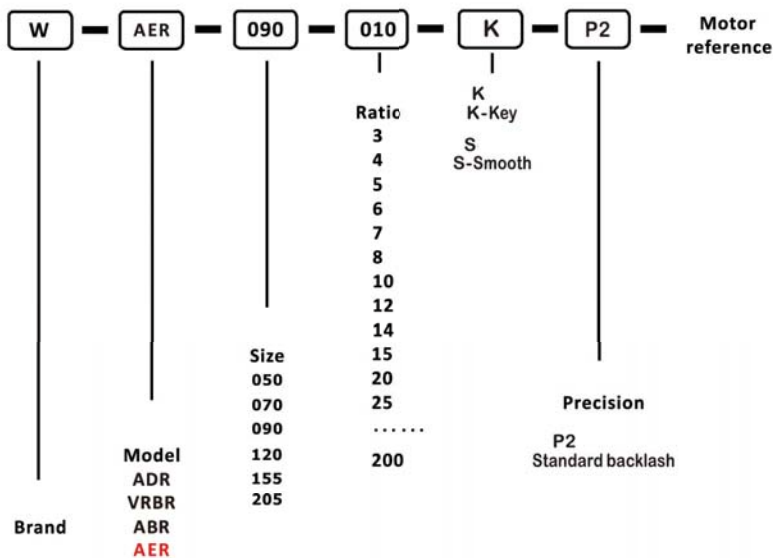 W — AER — 090 — 010 — K — P2 — Motor reference
K
K-Key
S
S-Smooth
Ratio
3
4
5
6
7
8
10
12
14
15
20
25
......
200
Size
050
070
090
120
155
205
Precision
P2
Standard backlash
Model
ADR
VRBR
ABR
AER
Brand